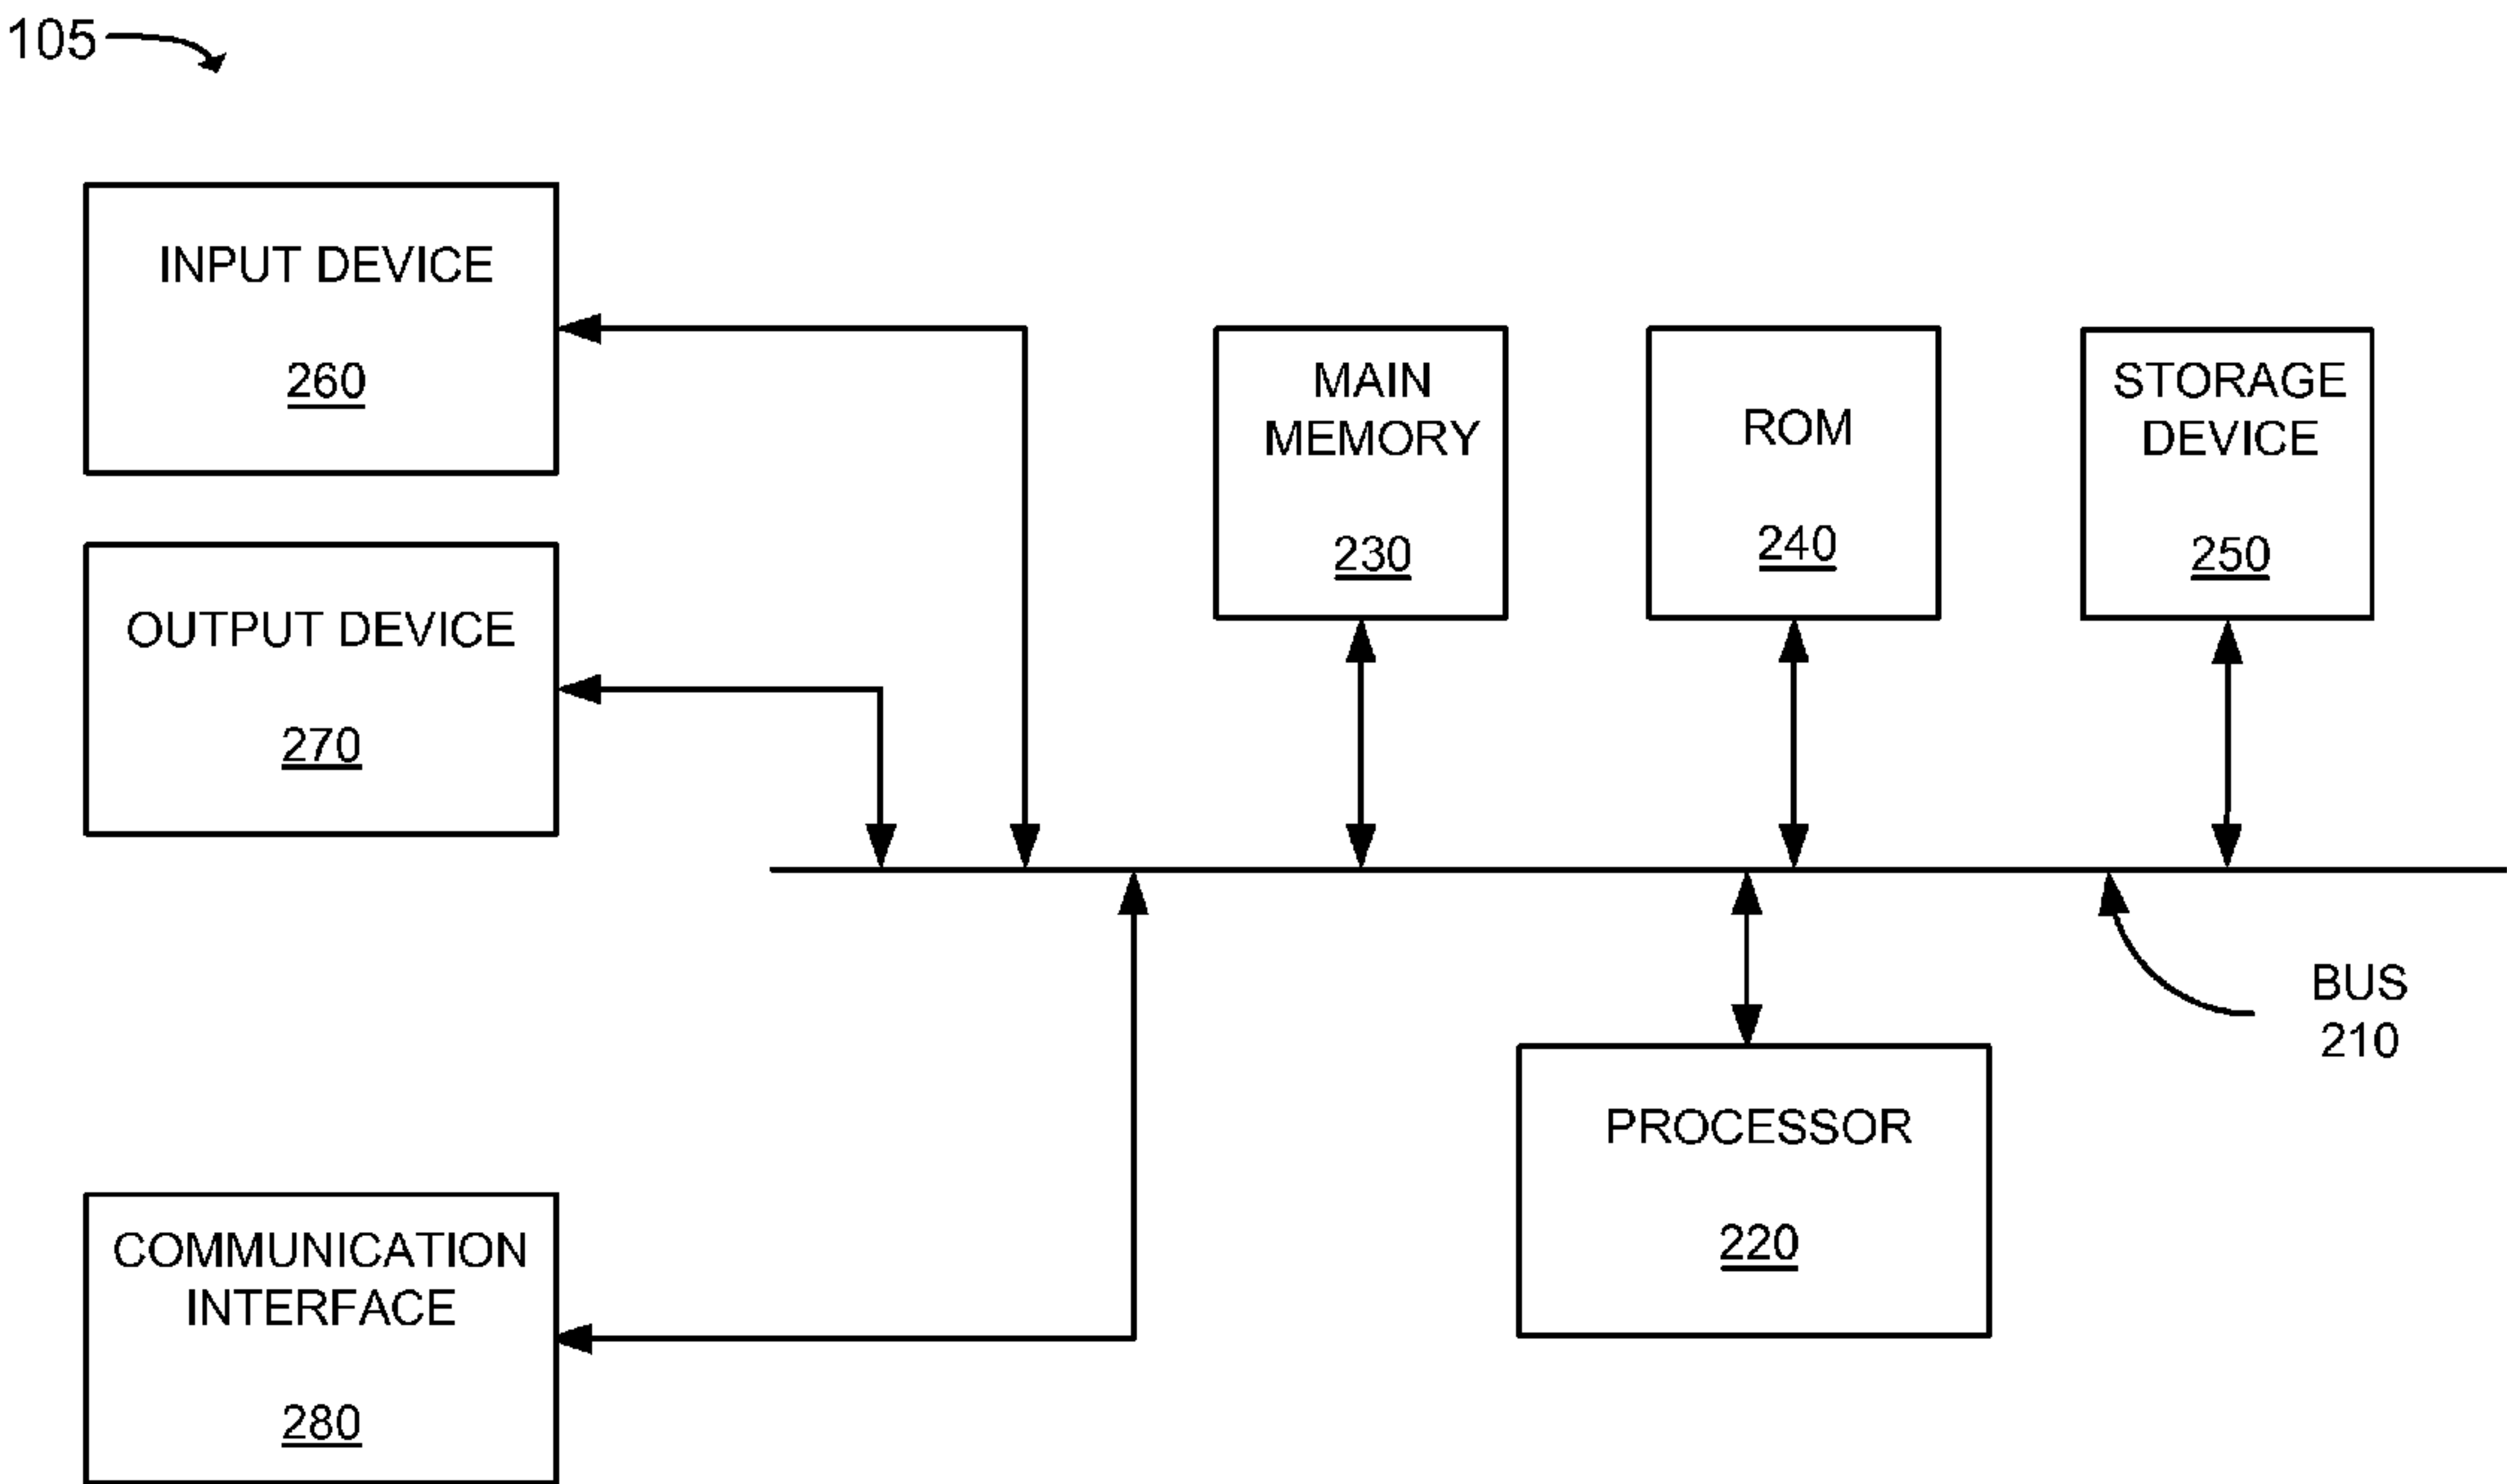 105
INPUT DEVICE
260
OUTPUT DEVICE
270
MAIN
MEMORY
230
ROM
240
STORAGE
DEVICE
250
BUS
210
PROCESSOR
220
COMMUNICATION
INTERFACE
280